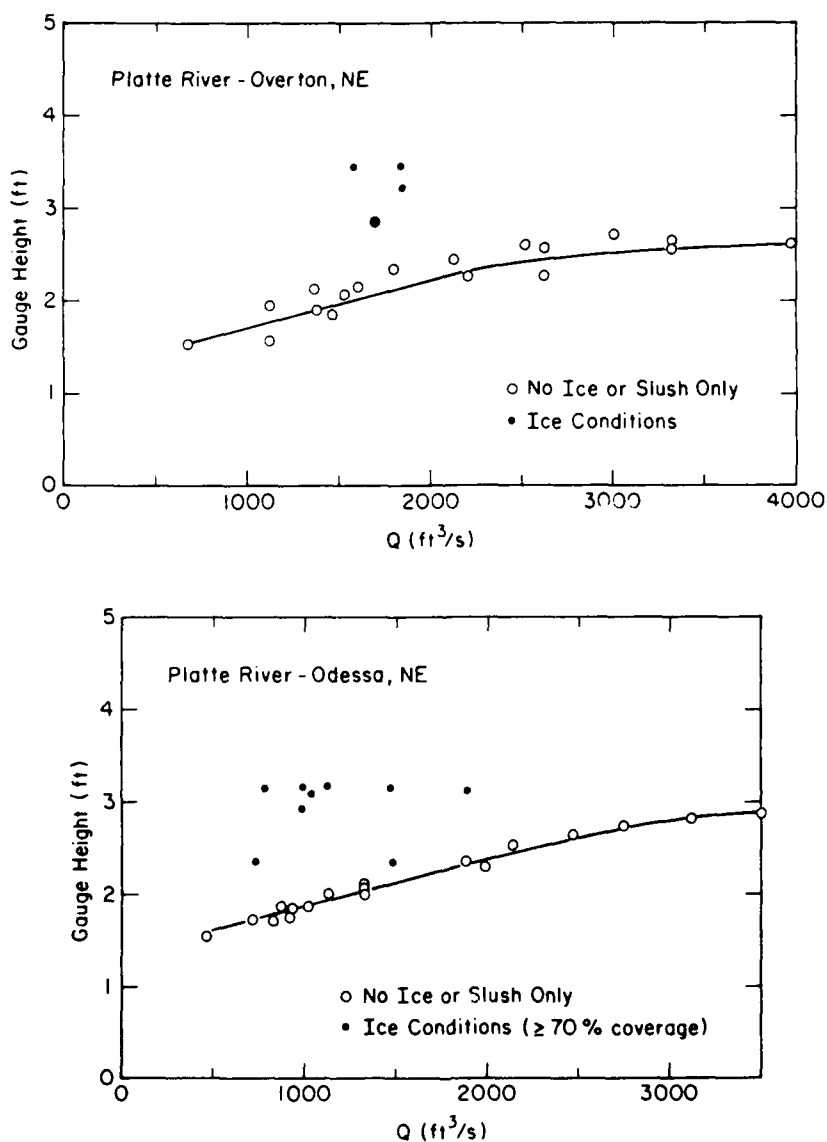 5
Platte River - Overton, NE
4
3
2
1
0
Gauge Height (ft)
○ No Ice or Slush Only
• Ice Conditions
0 1000 2000 3000 4000
Q (ft³/s)
5
Platte River - Odessa, NE
4
3
2
1
0
Gauge Height (ft)
○ No Ice or Slush Only
• Ice Conditions (≥ 70 % coverage)
0 1000 2000 3000
Q (ft³/s)